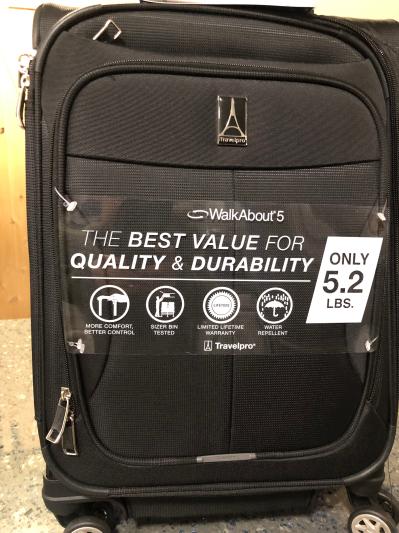 Travelpro®
WalkAbout®5
THE BEST VALUE FOR
QUALITY & DURABILITY
ONLY
5.2
LBS.
MORE COMFORT,
BETTER CONTROL
SIZER BIN
TESTED
LIFETIME
LIMITED LIFETIME
WARRANTY
WATER
REPELLENT
Travelpro®